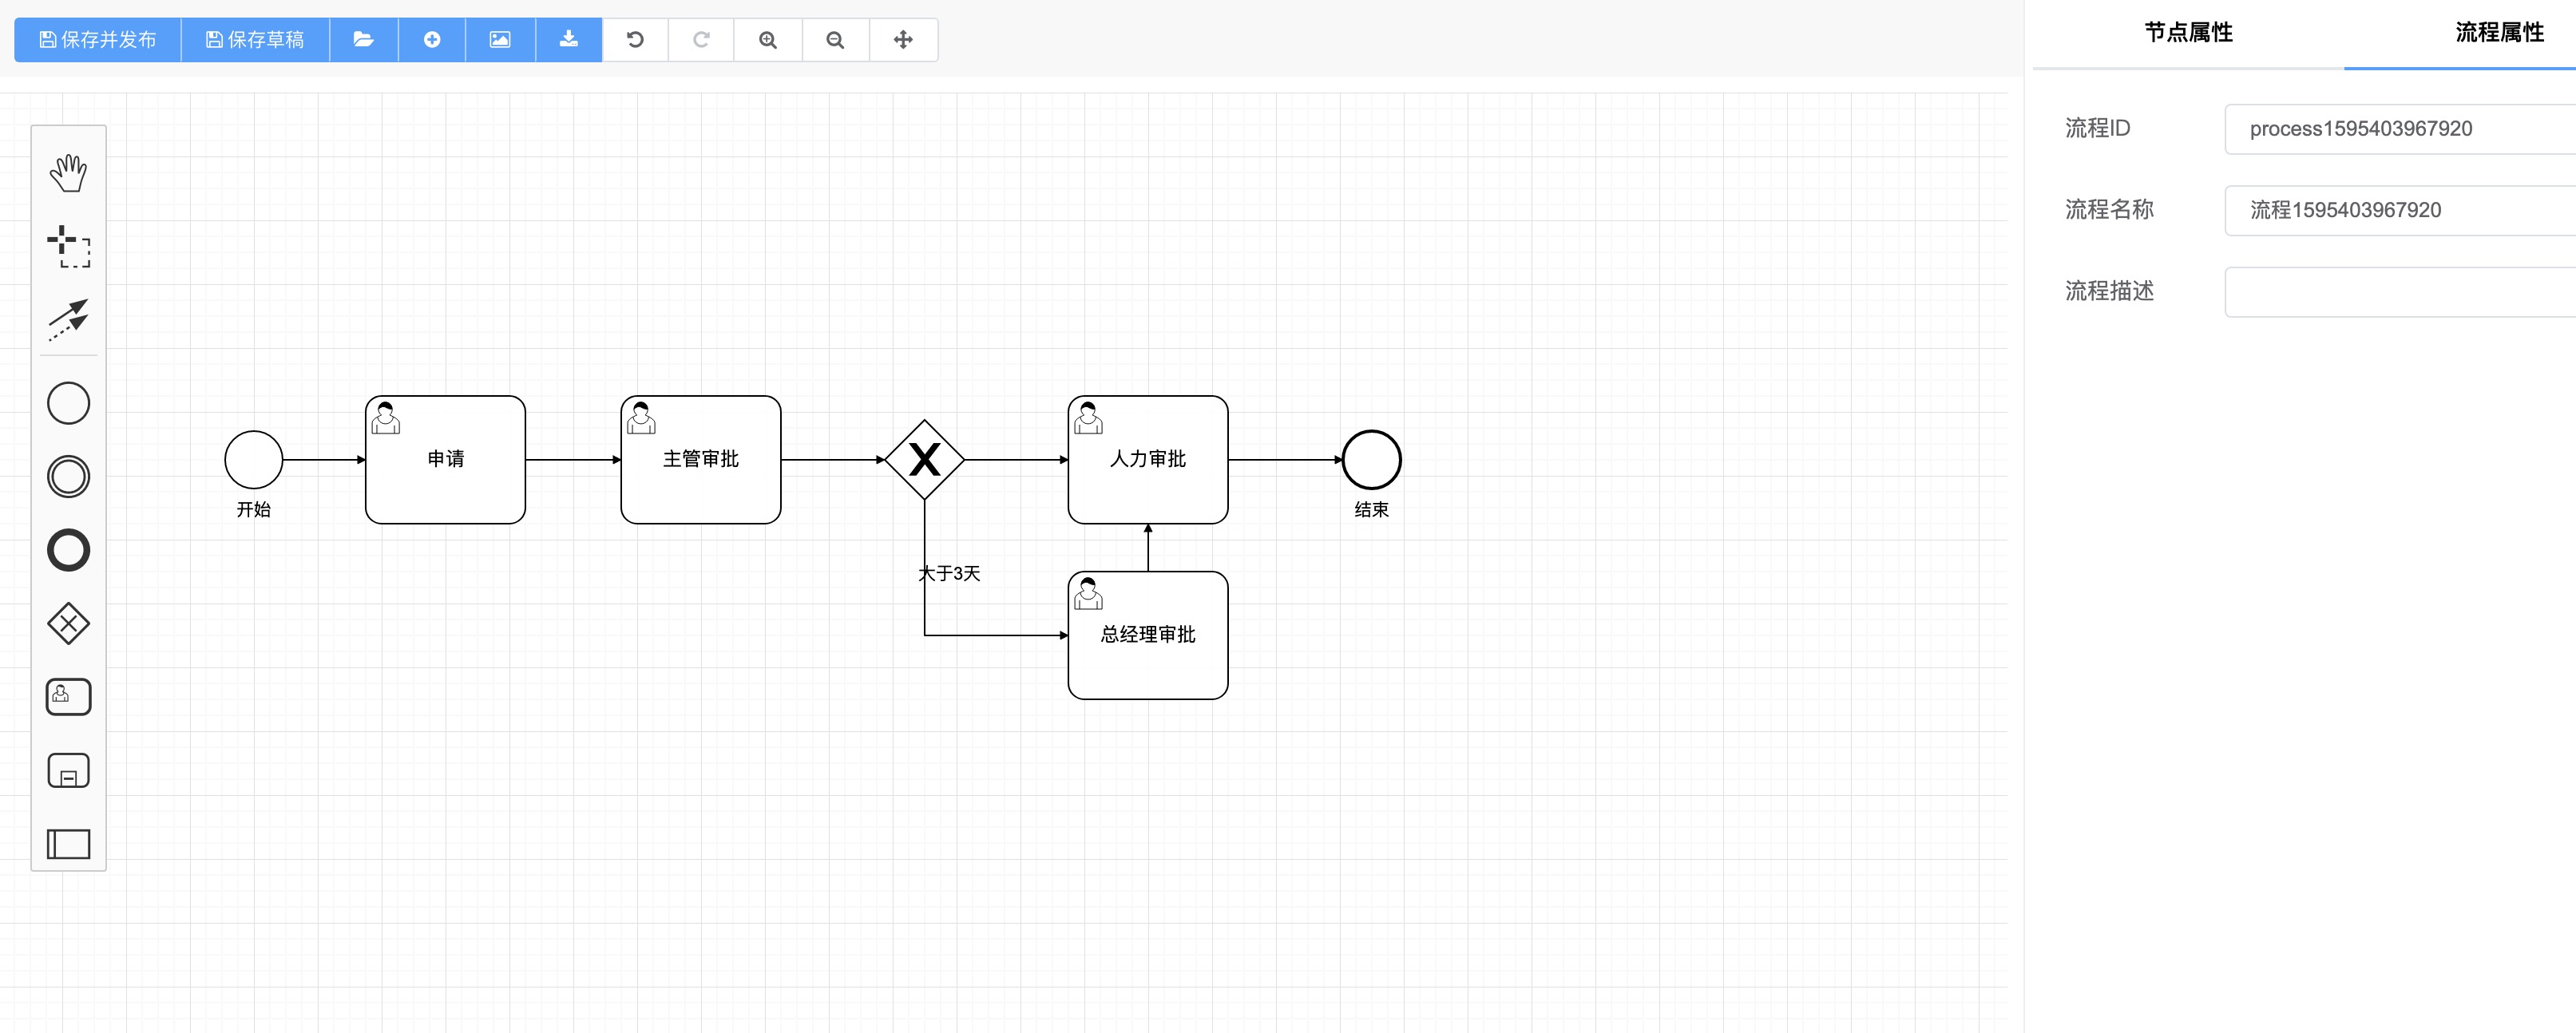 保存并发布 保存草稿
节点属性 流程属性
流程ID process1595403967920
流程名称 流程1595403967920
流程描述
申请 主管审批 X 人力审批
开始 结束
大于3天
总经理审批